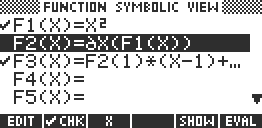 FUNCTION SYMBOLIC VIEW
✓F1(X)=X²
F2(X)=∂X(F1(X))
✓F3(X)=F2(1)*(X-1)+…
F4(X)=
F5(X)=
EDIT ✓CHK X SHOW EVAL